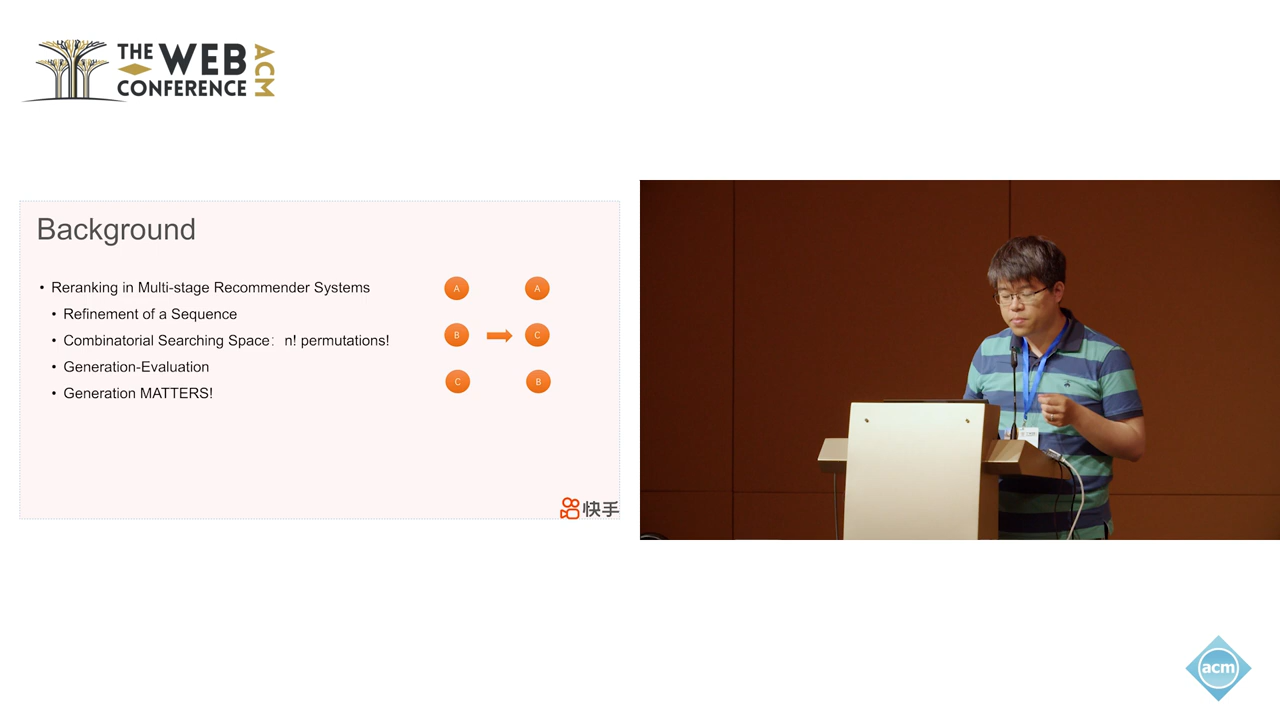 THE WEB
CONFERENCE
ACM
Background
• Reranking in Multi-stage Recommender Systems
• Refinement of a Sequence
• Combinatorial Searching Space： n! permutations!
• Generation-Evaluation
• Generation MATTERS!
A A
B C
C B
快手
acm